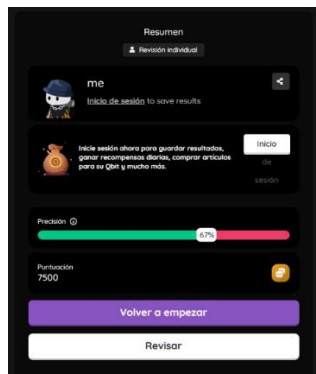 Resumen
Revisión individual
me
Inicio de sesión to save results
Inicie sesión ahora para guardar resultados,
ganar recompensas diarias, comprar artículos
para su Qbit y mucho más.
Inicio
de
sesión
Precisión
67%
Puntuación
7500
Volver a empezar
Revisar